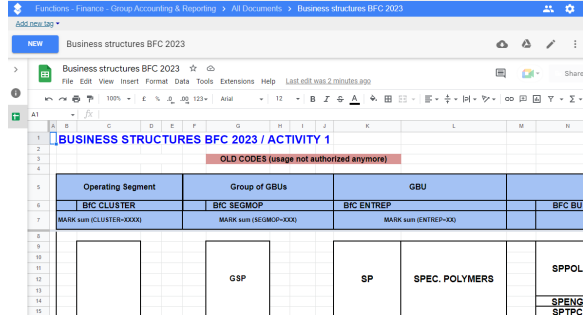 Functions - Finance - Group Accounting & Reporting > All Documents > Business structures BFC 2023
Add new tag
NEW Business structures BFC 2023
Business structures BFC 2023
File Edit View Insert Format Data Tools Extensions Help Last edit was 2 minutes ago
Share
100% £ % .0 .00 123 Arial 12 B I S A
A1 fx
A B C D E F G H I J K L M N
1 BUSINESS STRUCTURES BFC 2023 / ACTIVITY 1
2
3 OLD CODES (usage not authorized anymore)
4
5 Operating Segment Group of GBUs GBU
6 BfC CLUSTER BfC SEGMOP BfC ENTREP BFC BU
7 MARK sum (CLUSTER=XXXX) MARK sum (SEGMOP=XXX) MARK sum (ENTREP=XX)
8
9
10
11 GSP SP SPEC. POLYMERS SPPOL
12
13
14 SPENG
15 SPTPC